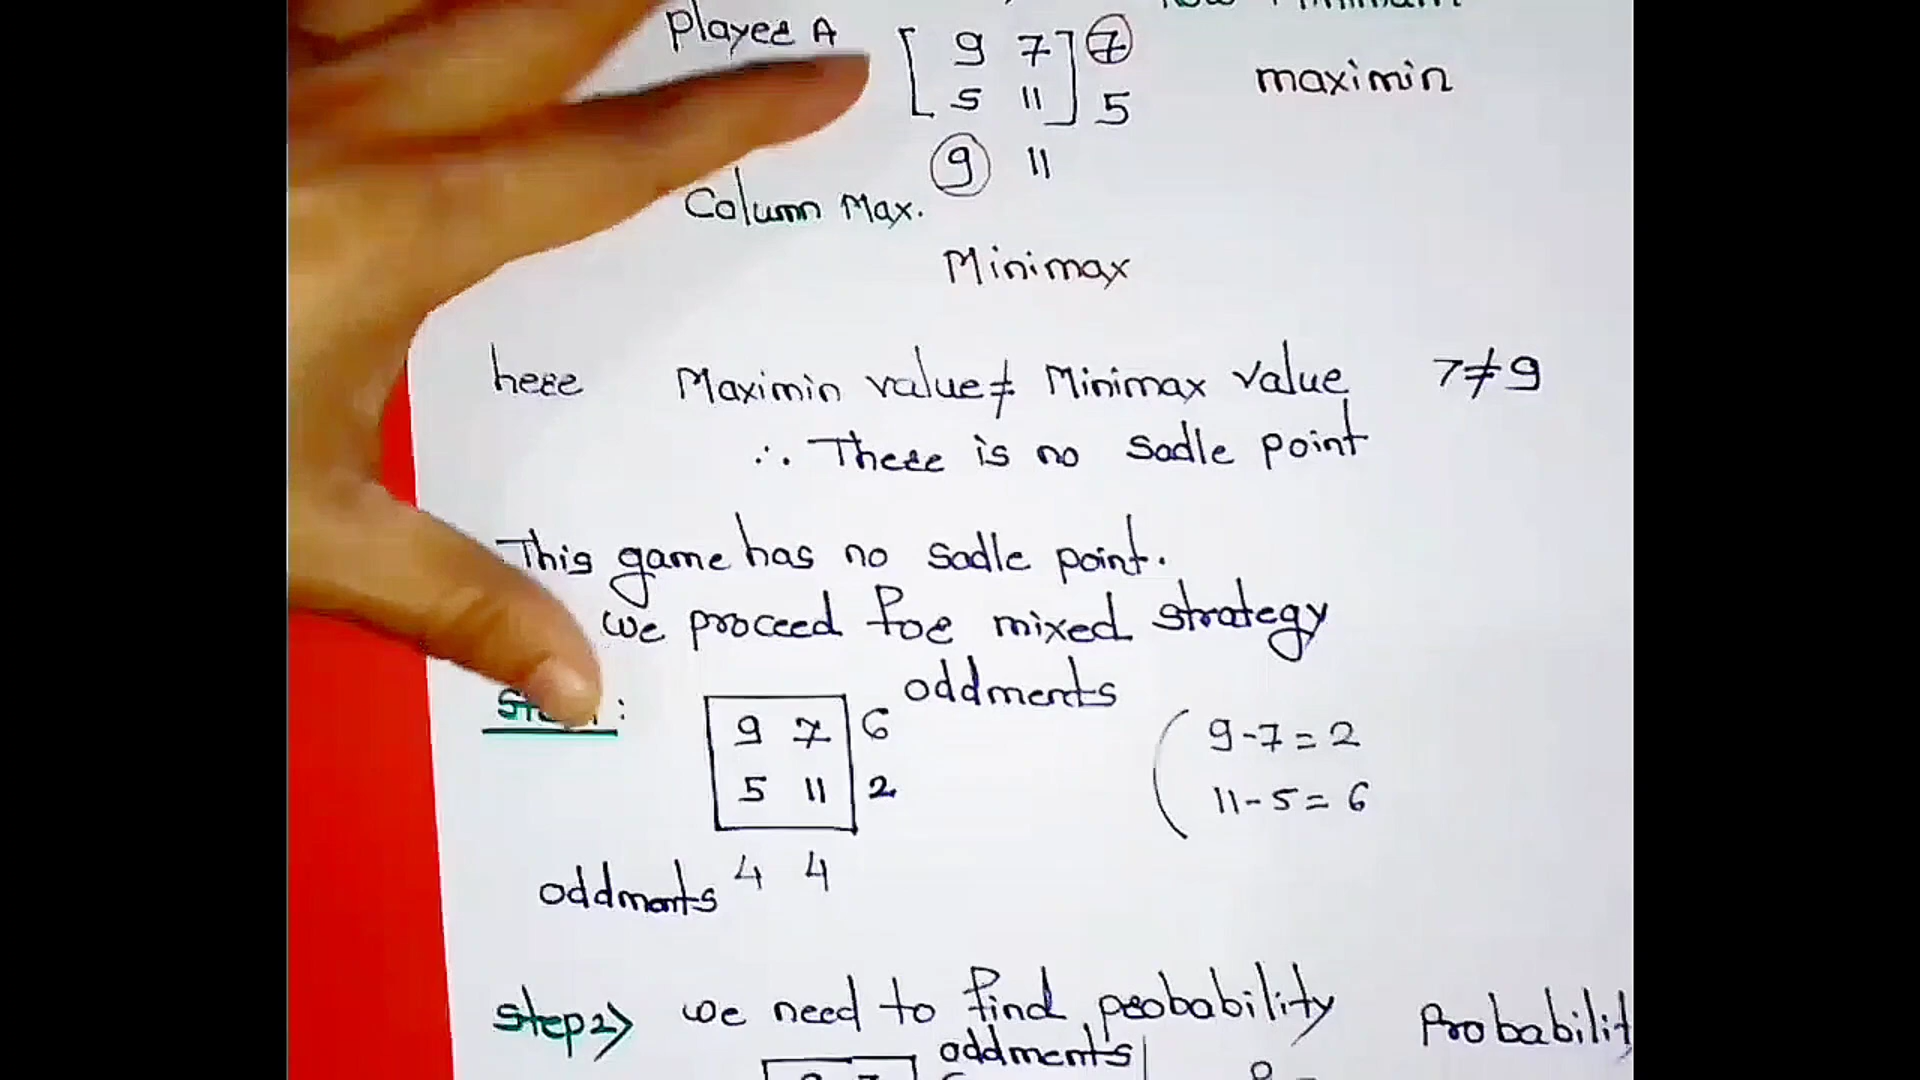 Player A [ 9 7 ] 7
maximin
5 11 5
9 11
Column Max.
Minimax
here Maximin value ≠ Minimax value 7≠9
∴ There is no sadle point
This game has no sadle point.
we proceed for mixed strategy
oddments
9 7 6
5 11 2
(9-7=2
11-5=6
oddments 4 4
step2> we need to find probability
Probabilit
oddments